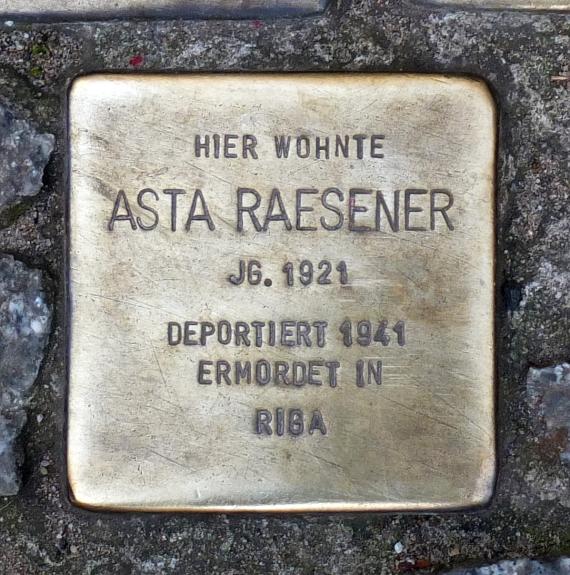 HIER WOHNTE
ASTA RAESENER
JG. 1921
DEPORTIERT 1941
ERMORDET IN
RIGA